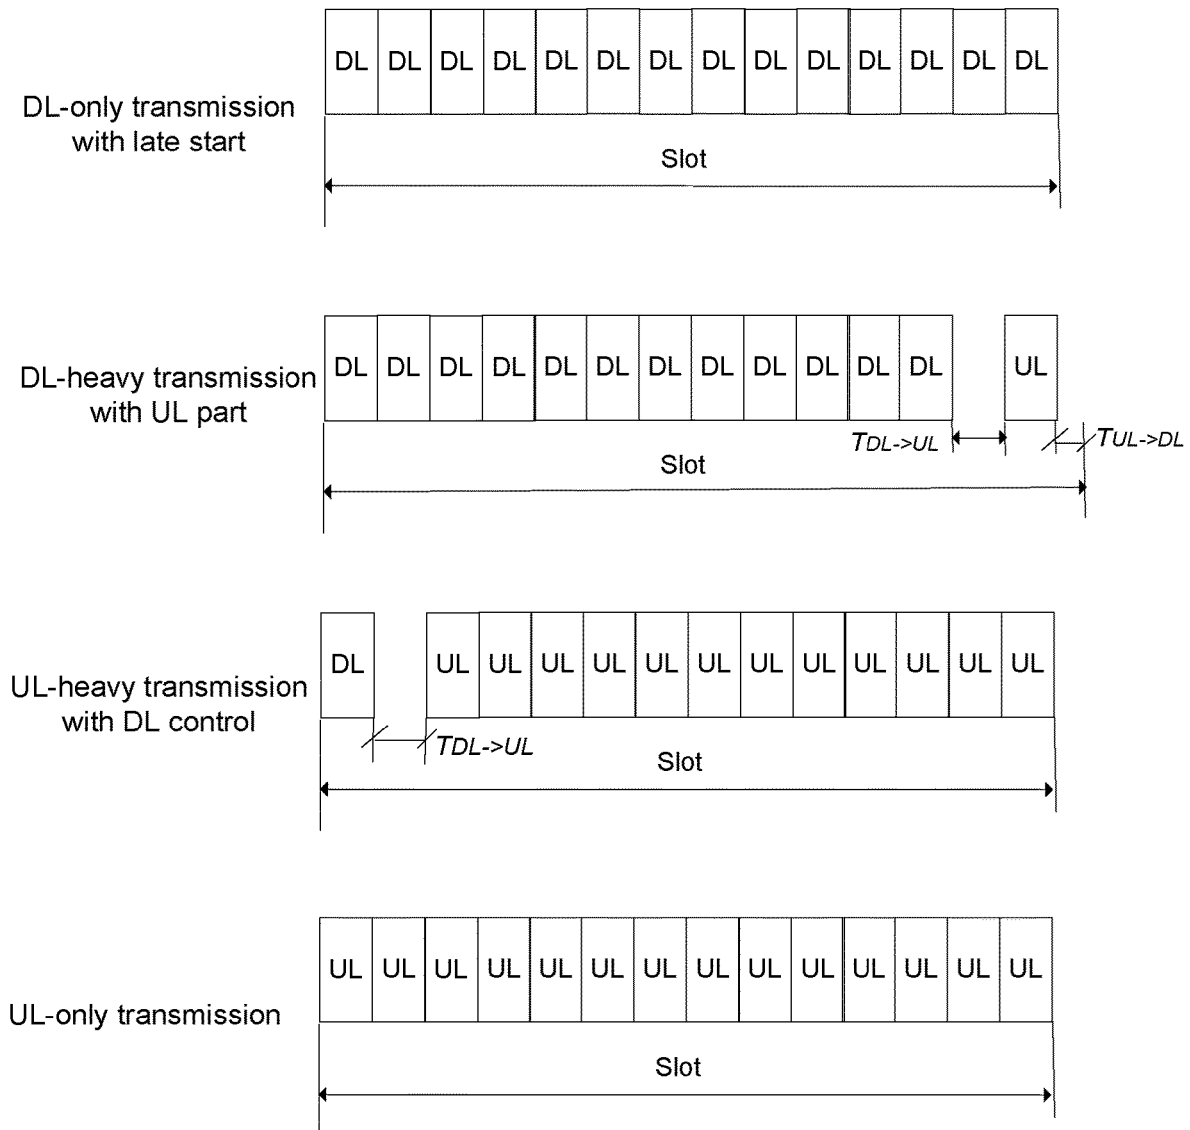 DL DL DL DL DL DL DL DL DL DL DL DL DL DL
DL-only transmission
with late start
Slot
DL DL DL DL DL DL DL DL DL DL DL DL UL
DL-heavy transmission
with UL part
TDL->UL TUL->DL
Slot
DL UL UL UL UL UL UL UL UL UL UL UL UL
UL-heavy transmission
with DL control
TDL->UL
Slot
UL UL UL UL UL UL UL UL UL UL UL UL UL UL
UL-only transmission
Slot